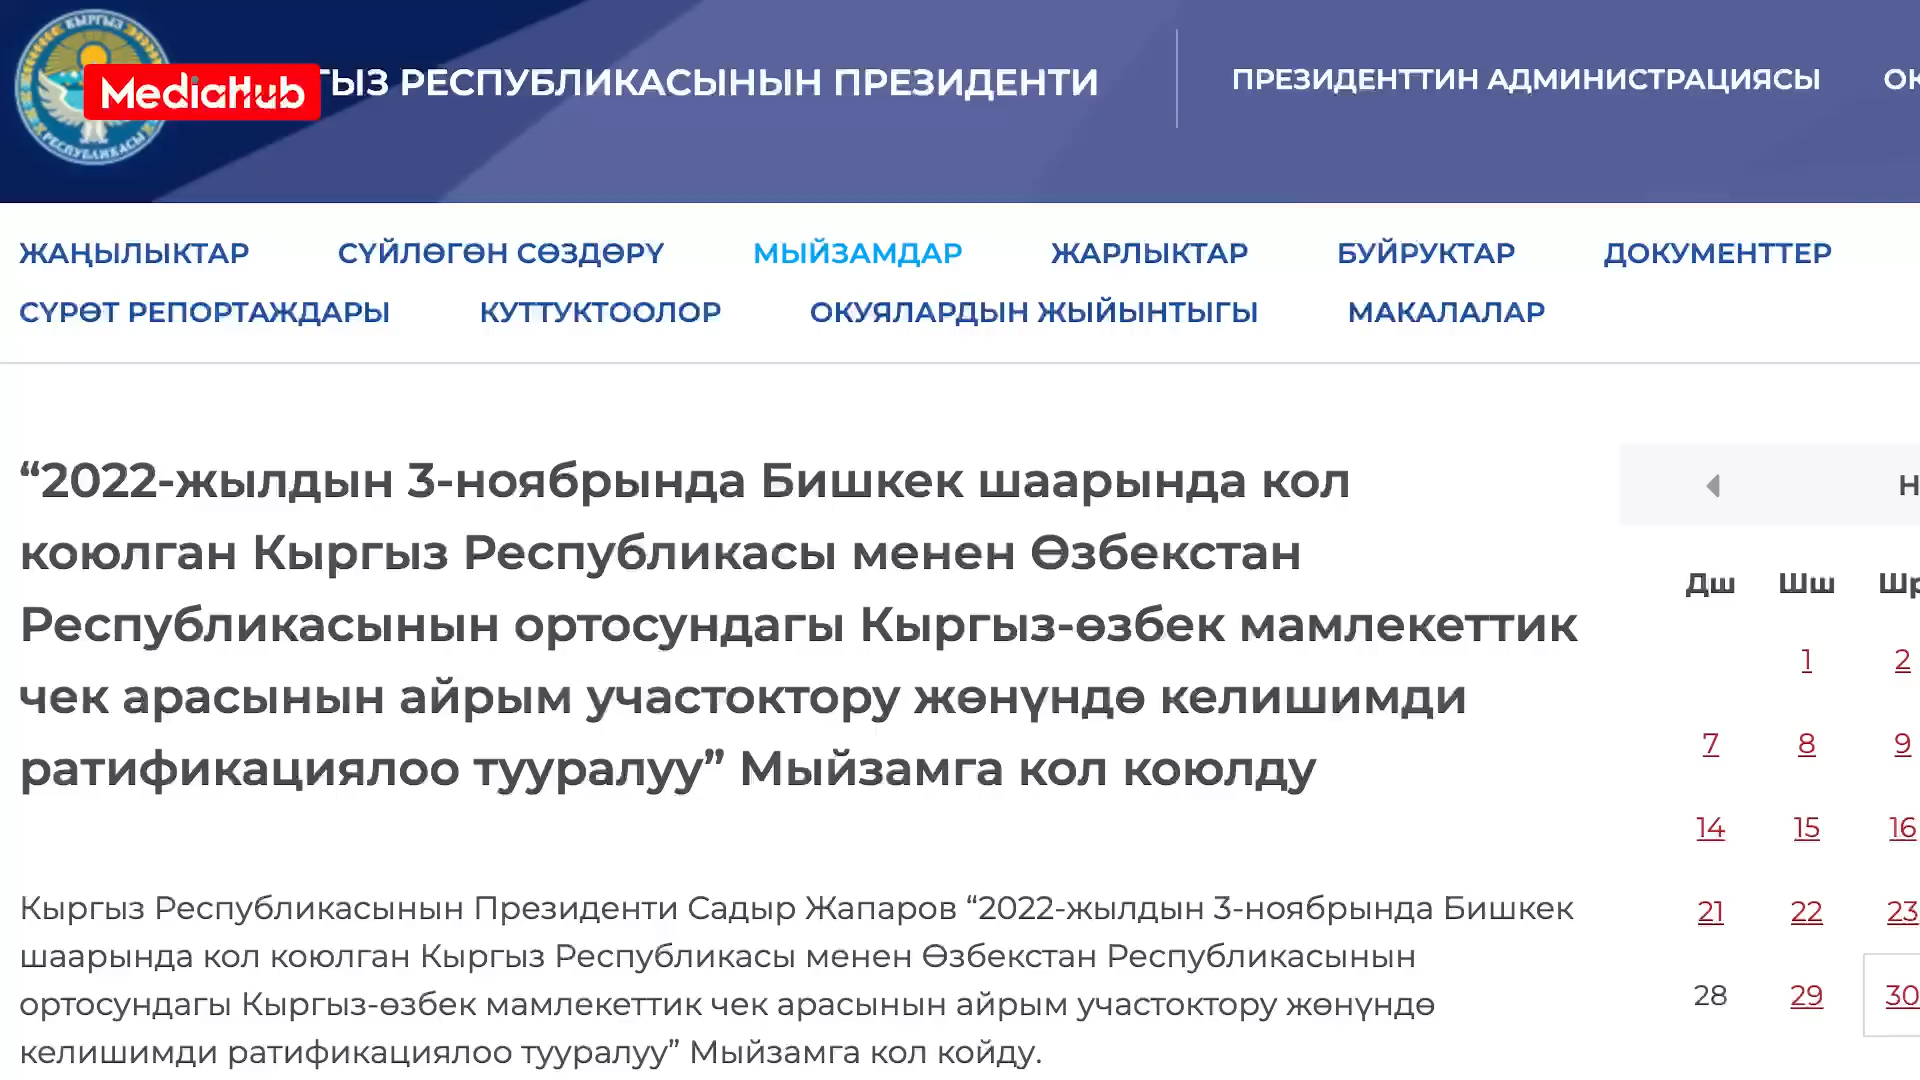 КЫРГЫЗ
РЕСПУБЛИКАСЫ
MediaHub
РЕСПУБЛИКАСЫНЫН ПРЕЗИДЕНТИ
ПРЕЗИДЕНТТИН АДМИНИСТРАЦИЯСЫ
ЖАҢЫЛЫКТАР СҮЙЛӨГӨН СӨЗДӨРҮ МЫЙЗАМДАР ЖАРЛЫКТАР БУЙРУКТАР ДОКУМЕНТТЕР
СҮРӨТ РЕПОРТАЖДАРЫ КУТТУКТООЛОР ОКУЯЛАРДЫН ЖЫЙЫНТЫГЫ МАКАЛАЛАР
“2022-жылдын 3-ноябрында Бишкек шаарында кол
коюлган Кыргыз Республикасы менен Өзбекстан
Республикасынын ортосундагы Кыргыз-өзбек мамлекеттик
чек арасынын айрым участоктору жөнүндө келишимди
ратификациялоо тууралуу” Мыйзамга кол коюлду
Кыргыз Республикасынын Президенти Садыр Жапаров “2022-жылдын 3-ноябрында Бишкек
шаарында кол коюлган Кыргыз Республикасы менен Өзбекстан Республикасынын
ортосундагы Кыргыз-өзбек мамлекеттик чек арасынын айрым участоктору жөнүндө
келишимди ратификациялоо тууралуу” Мыйзамга кол койду.
Дш Шш
1 2
7 8 9
14 15 16
21 22 23
28 29 30